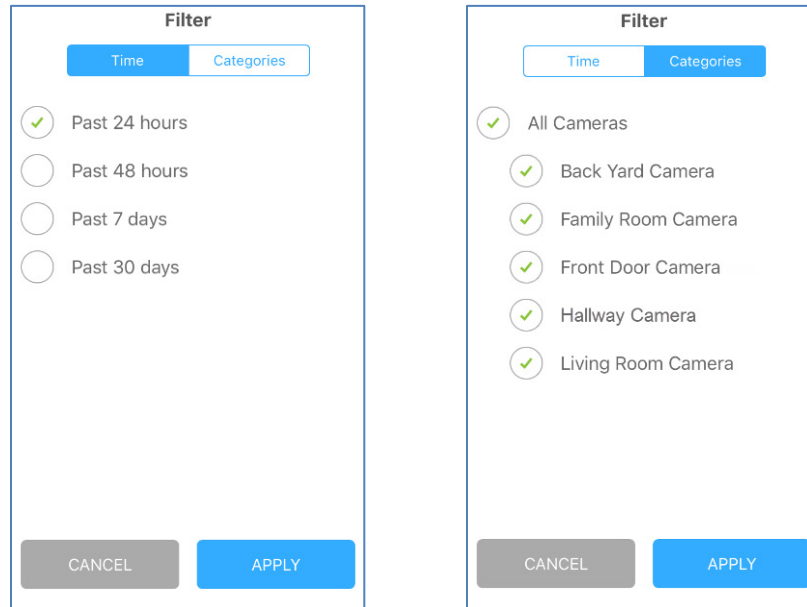 Filter
Time Categories
Past 24 hours
Past 48 hours
Past 7 days
Past 30 days
CANCEL APPLY
Filter
Time Categories
All Cameras
Back Yard Camera
Family Room Camera
Front Door Camera
Hallway Camera
Living Room Camera
CANCEL APPLY